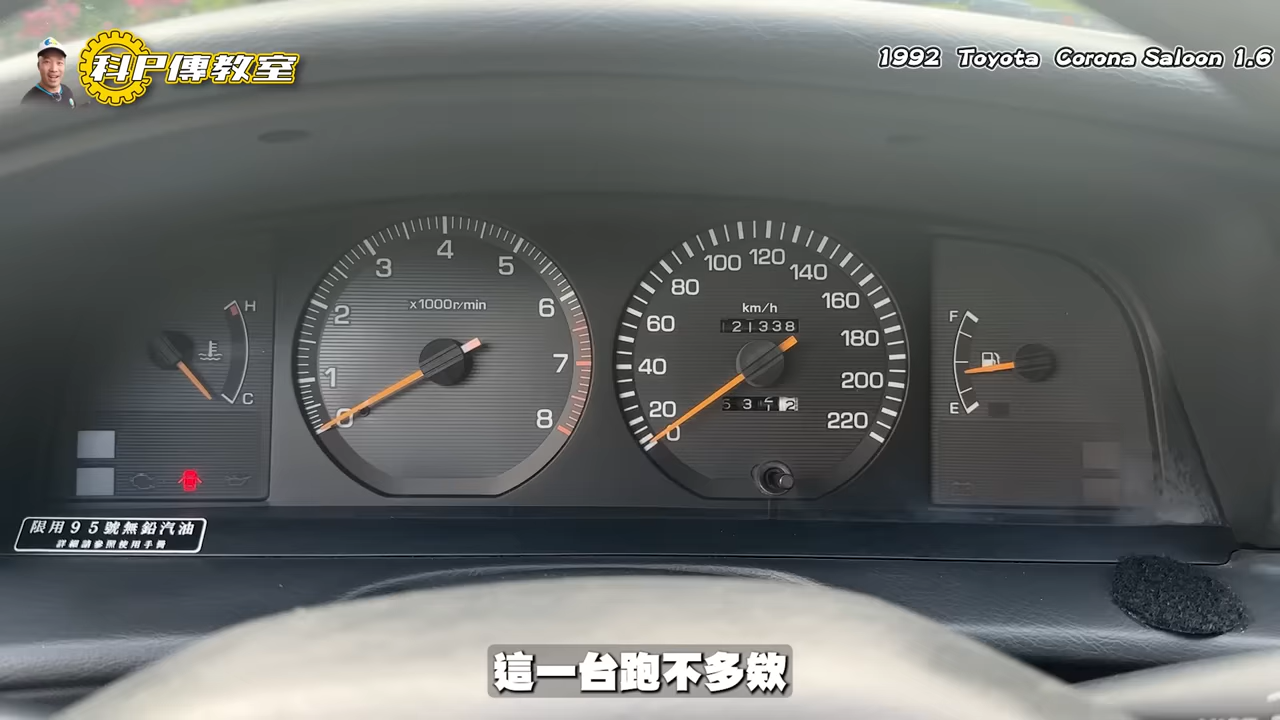 科P傳教室
1992 Toyota Corona Saloon 1.6
H
C
0 1 2 3 4 5 6 7 8
x1000r/min
0 20 40 60 80 100 120 140 160 180 200 220
km/h
121338
F
E
限用95號無鉛汽油
詳細請參照使用手冊
這一台跑不多欸